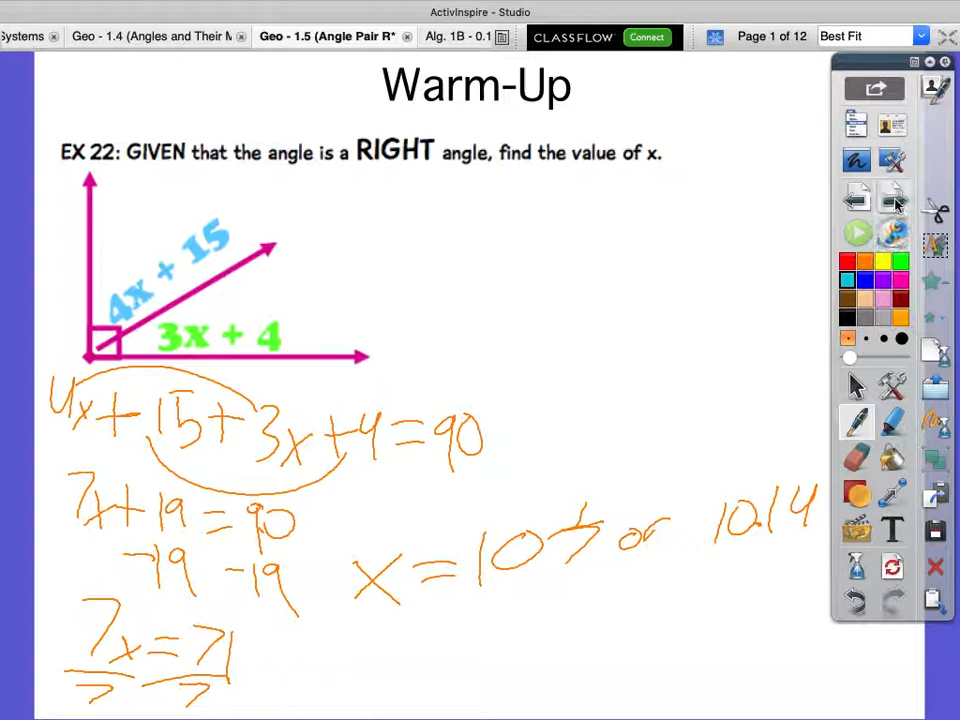 ActivInspire - Studio
Systems Geo - 1.4 (Angles and Their M Geo - 1.5 (Angle Pair R* Alg. 1B - 0.1 CLASSFLOW Connect Page 1 of 12 Best Fit
Warm-Up
EX 22: GIVEN that the angle is a RIGHT angle, find the value of x.
4x + 15
3x + 4
4x+15+3x+4=90
7x+19=90
-19 -19
7x=71
7 7
x=10 1/7 or 10.14
T